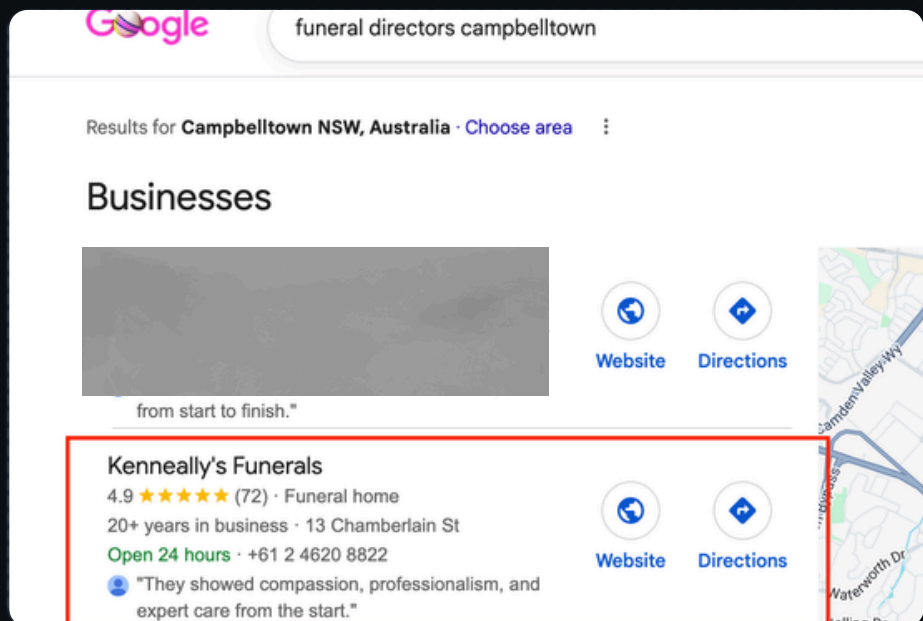 Google
funeral directors campbelltown
Results for Campbelltown NSW, Australia · Choose area
Businesses
Website
Directions
from start to finish."
Kenneally's Funerals
4.9 ★★★★★ (72) · Funeral home
20+ years in business · 13 Chamberlain St
Open 24 hours · +61 2 4620 8822
"They showed compassion, professionalism, and
expert care from the start."
Website
Directions
Camden Valley Wy
Waterworth Dr